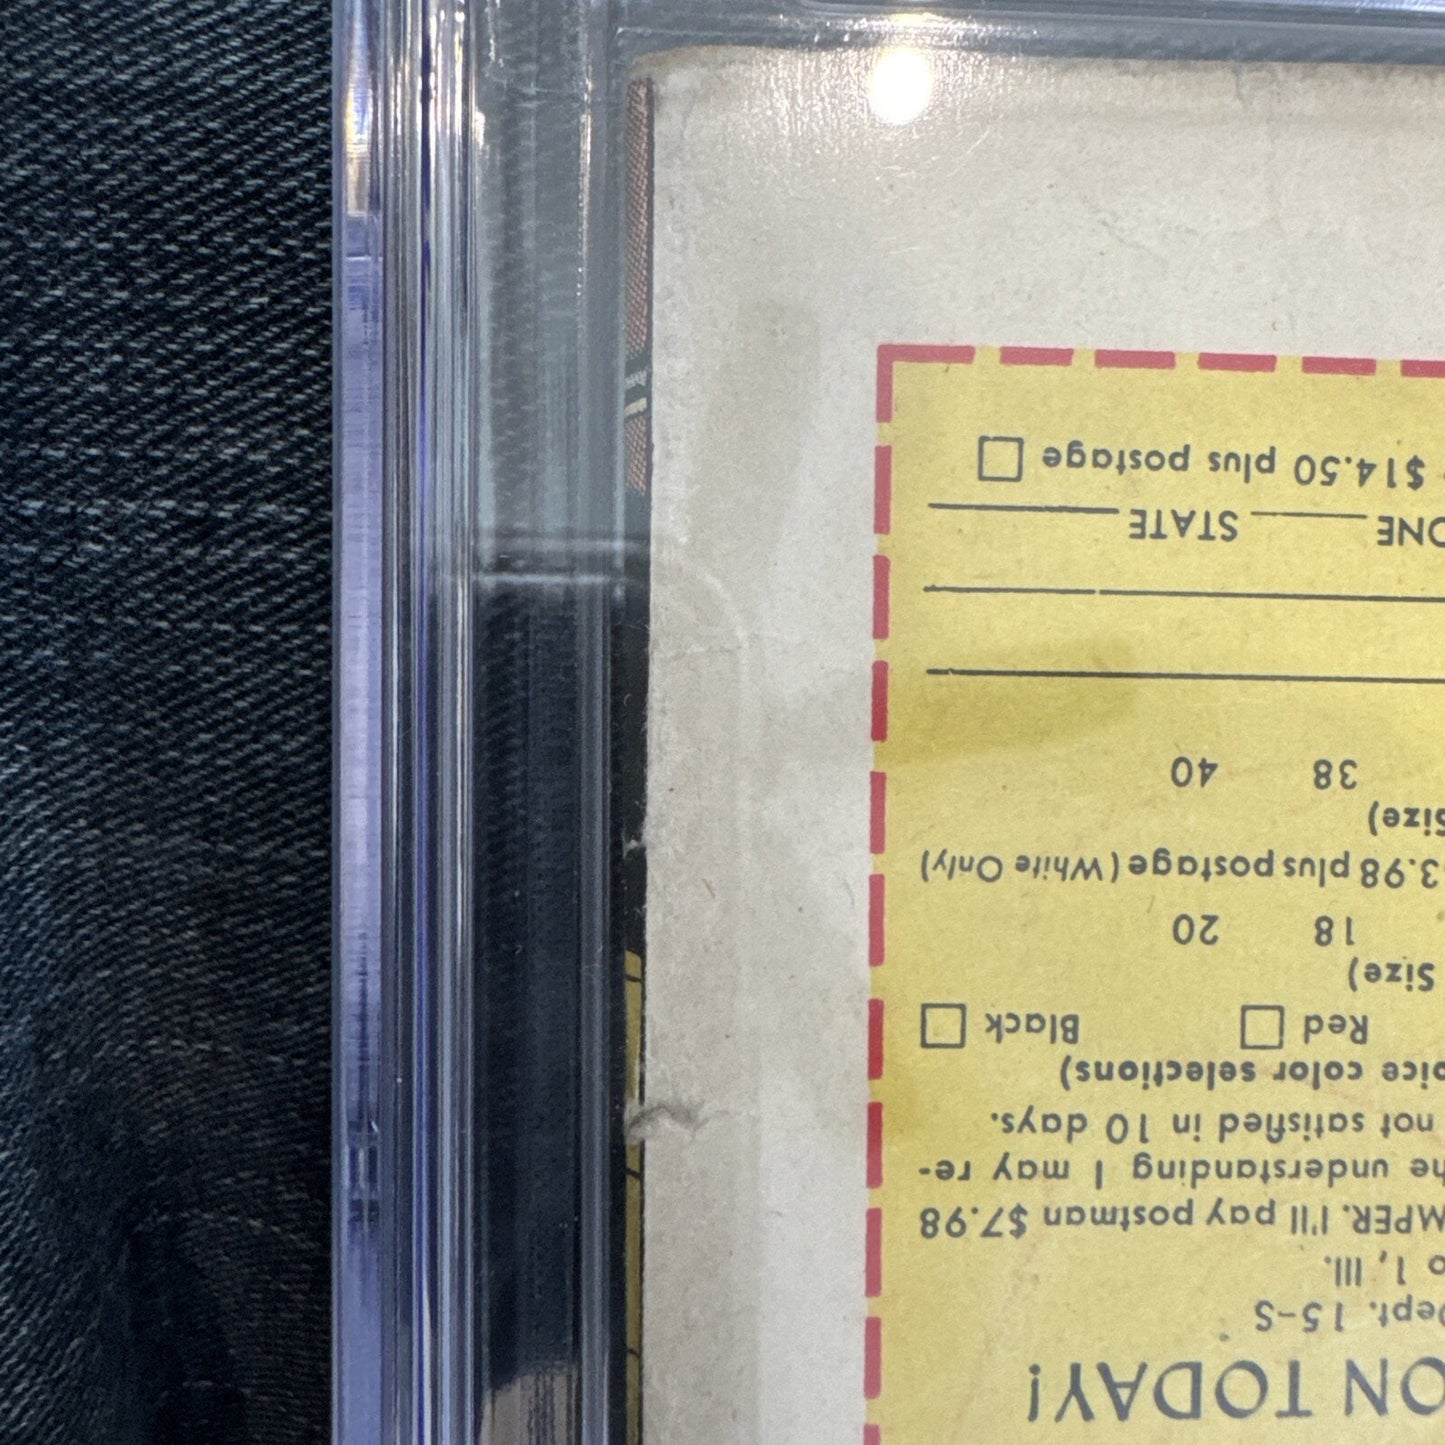 ON TODAY!
Dept. 15-S
o 1, Ill.
MPER. I'll pay postman $7.98
he understanding I may re-
not satisfied in 10 days.
oice color selections)
Red ☐ Black ☐
Size)
18 20
3.98 plus postage (White Only)
Size)
38 40
ONE STATE
$14.50 plus postage ☐